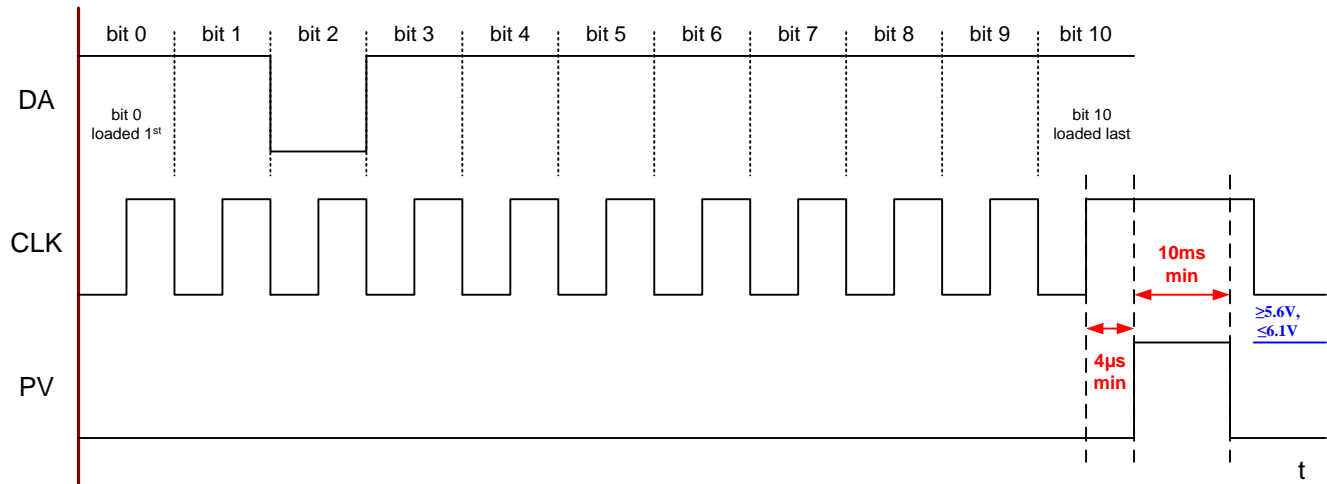 bit 0 bit 1 bit 2 bit 3 bit 4 bit 5 bit 6 bit 7 bit 8 bit 9 bit 10
DA
bit 0
loaded 1st
bit 10
loaded last
CLK
10ms
min
≥5.6V,
≤6.1V
4µs
min
PV
t